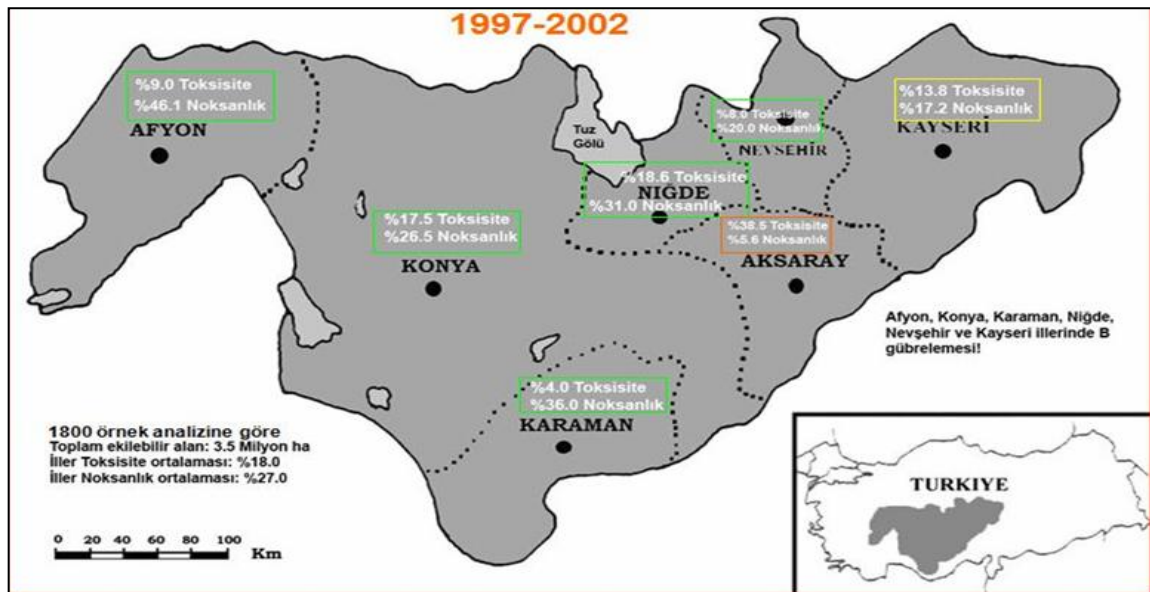 1997-2002
%9.0 Toksisite
%46.1 Noksanlık
AFYON
Tuz
Gölü
%8.0 Toksisite
%20.0 Noksanlık
NEVŞEHİR
%13.8 Toksisite
%17.2 Noksanlık
KAYSERİ
%18.6 Toksisite
NIĞDE
%31.0 Noksanlık
%17.5 Toksisite
%26.5 Noksanlık
KONYA
%38.5 Toksisite
%5.6 Noksanlık
AKSARAY
Afyon, Konya, Karaman, Niğde,
Nevşehir ve Kayseri illerinde B
gübrelemesi!
%4.0 Toksisite
%36.0 Noksanlık
KARAMAN
1800 örnek analizine göre
Toplam ekilebilir alan: 3.5 Milyon ha
İller Toksisite ortalaması: %18.0
İller Noksanlık ortalaması: %27.0
0 20 40 60 80 100
Km
TURKIYE